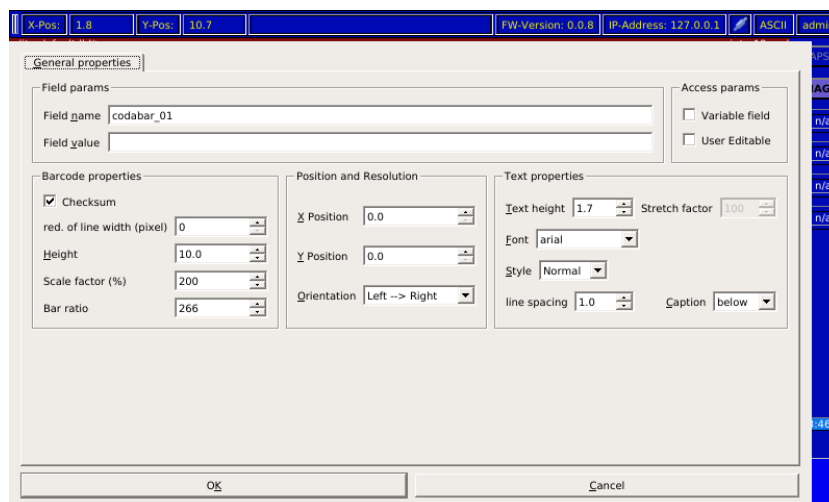 X-Pos: 1.8 Y-Pos: 10.7 FW-Version: 0.0.8 IP-Address: 127.0.0.1 ASCII admi
General properties
Field params Access params
Field name codabar_01 Variable field
Field value User Editable
Barcode properties Position and Resolution Text properties
Checksum
red. of line width (pixel) 0 X Position 0.0 Text height 1.7 Stretch factor 100
Height 10.0 Y Position 0.0 Font arial
Scale factor (%) 200 Orientation Left --> Right Style Normal
Bar ratio 266 line spacing 1.0 Caption below
n/a
n/a
n/a
n/a
:46
OK Cancel